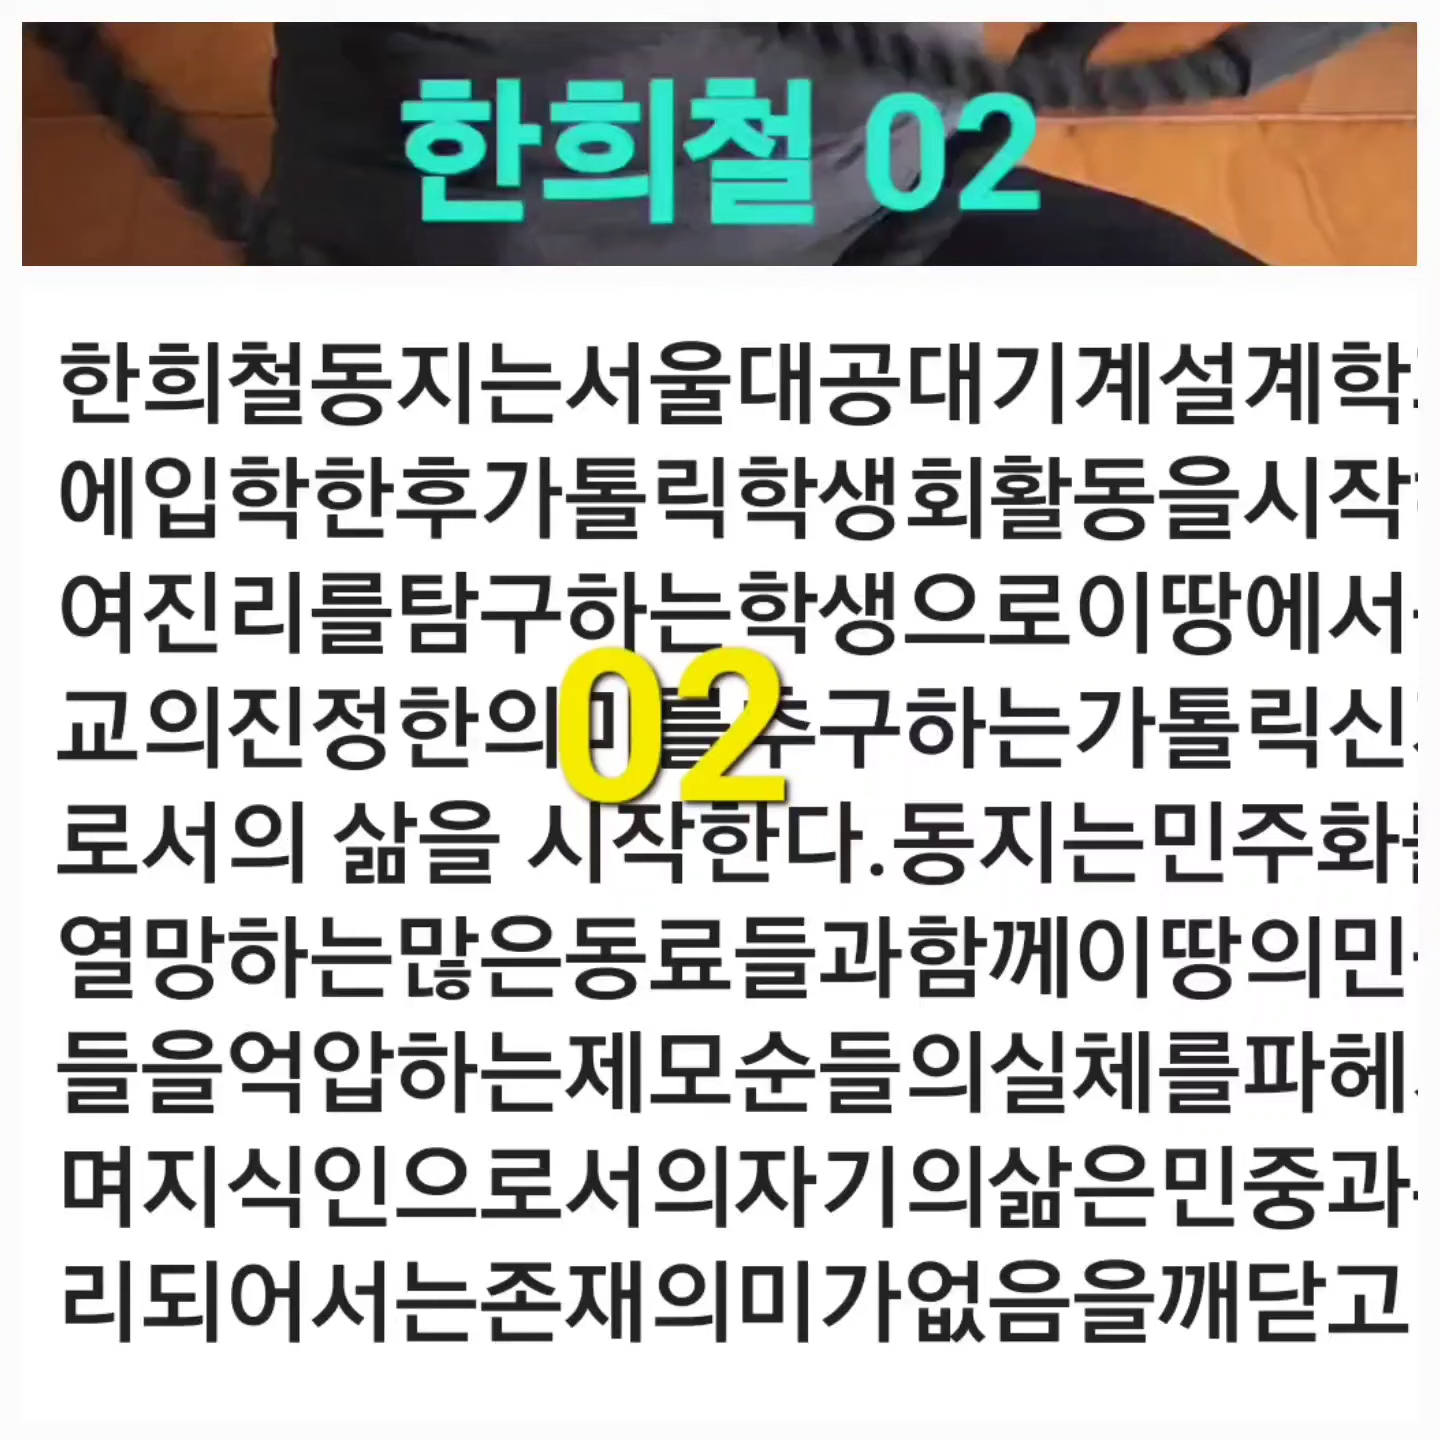 한희철 02
한희철동지는서울대공대기계설계학
에입학한후가톨릭학생회활동을시작
여진리를탐구하는학생으로이땅에서
교의진정한의미를추구하는가톨릭신
02
로서의 삶을 시작한다.동지는민주화
열망하는많은동료들과함께이땅의민
들을억압하는제모순들의실체를파헤
며지식인으로서의자기의삶은민중과
리되어서는존재의미가없음을깨닫고